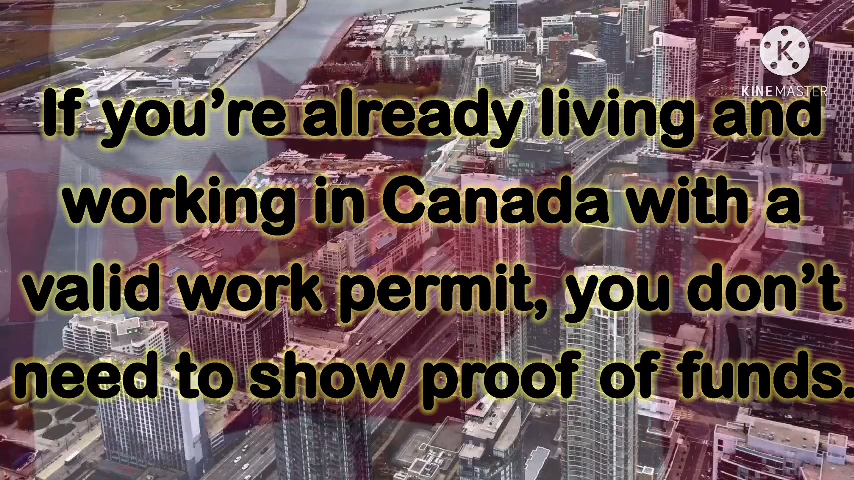 KINEMASTER
If you're already living and
working in Canada with a
valid work permit, you don't
need to show proof of funds.